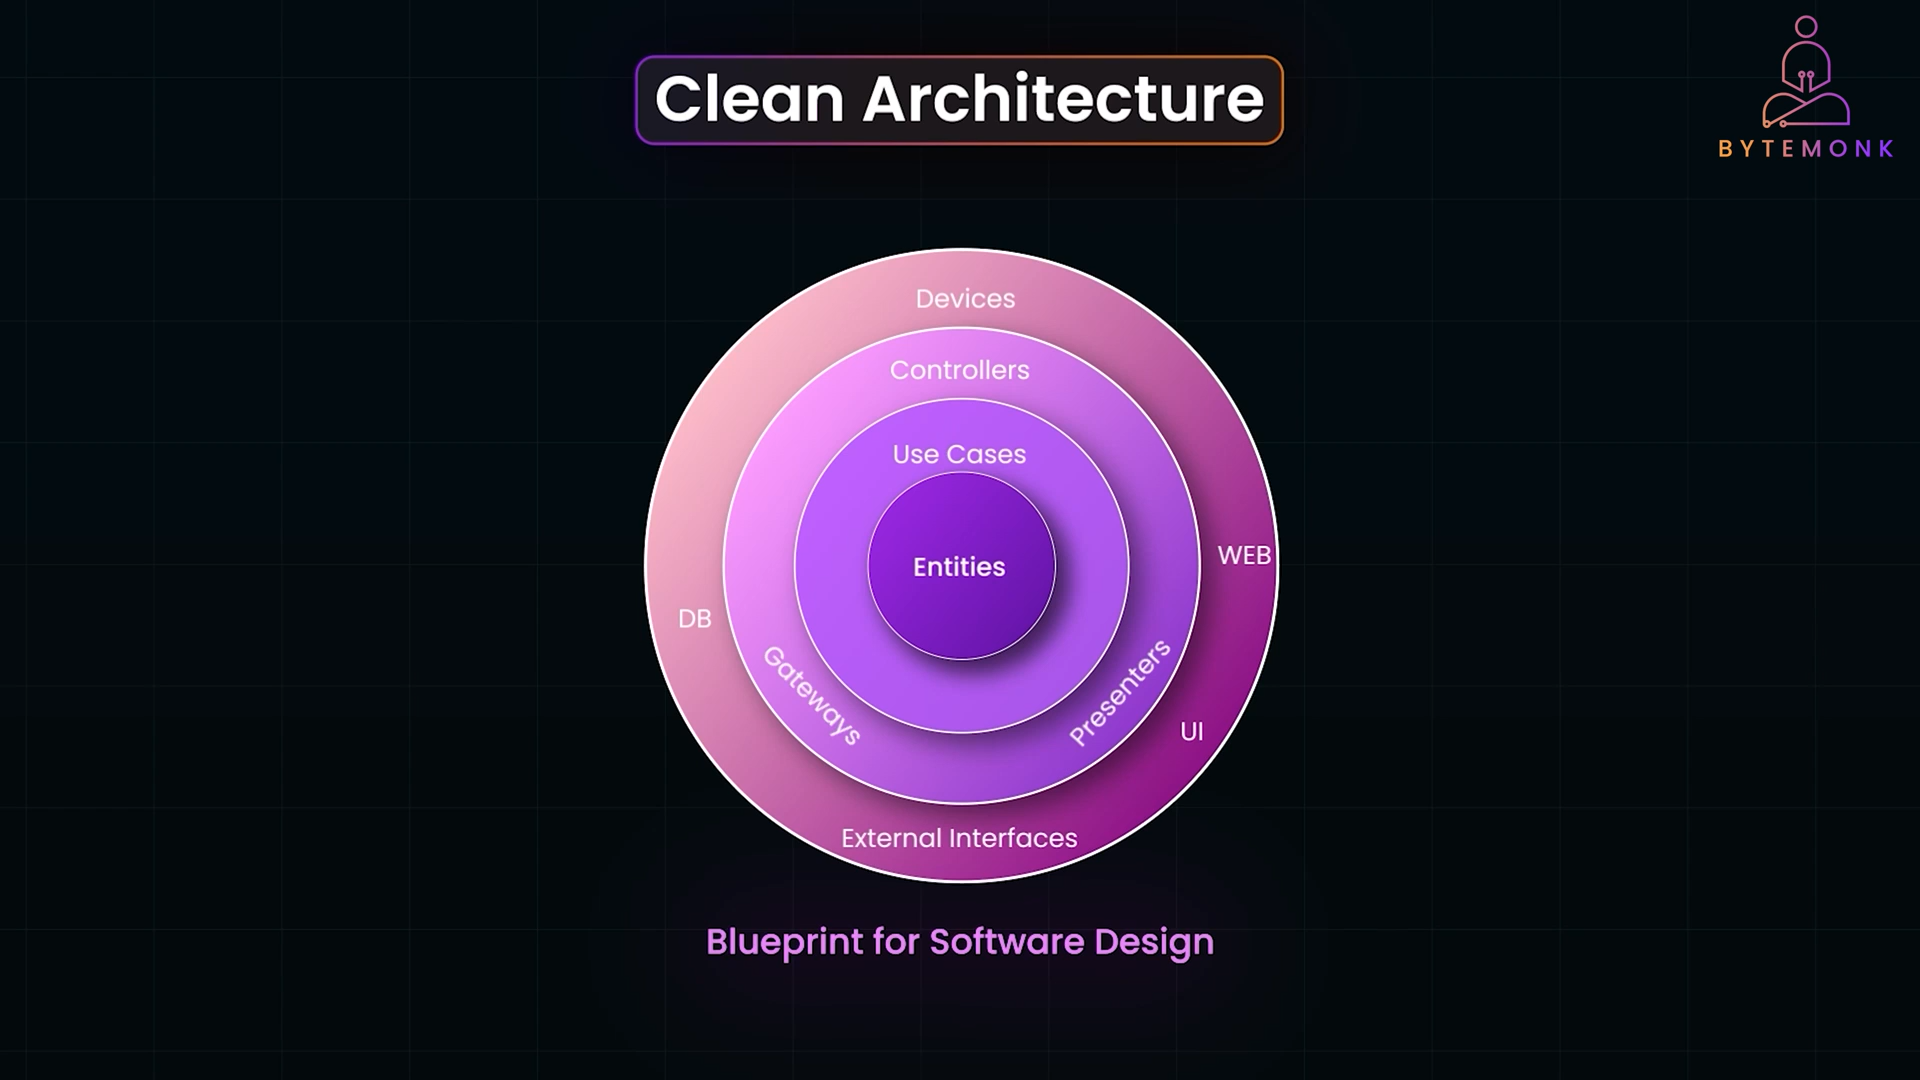 Clean Architecture
BYTEMONK
Devices
Controllers
Use Cases
Entities
WEB
DB
Gateways
Presenters
UI
External Interfaces
Blueprint for Software Design